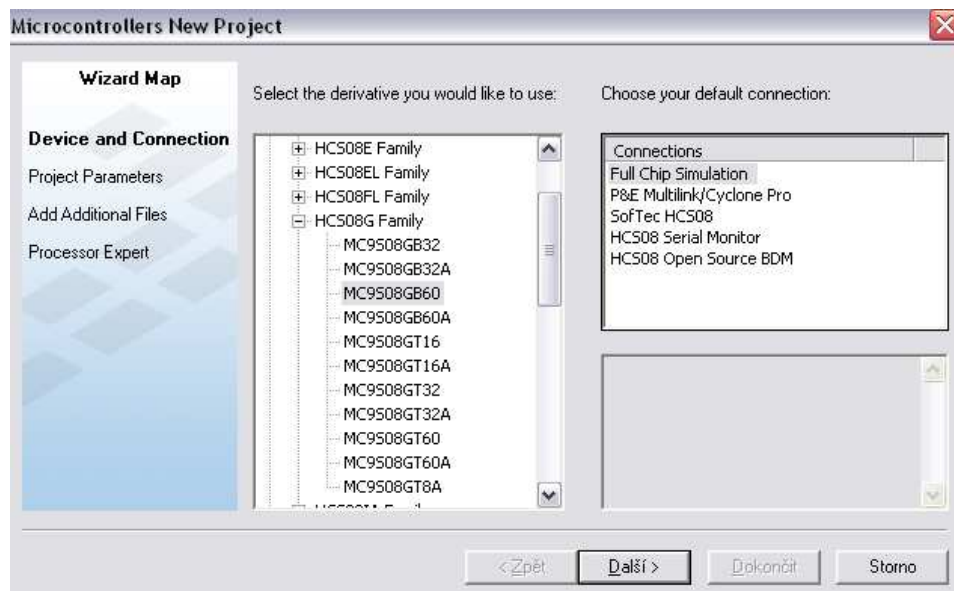 Microcontrollers New Project
Wizard Map
Device and Connection
Project Parameters
Add Additional Files
Processor Expert
Select the derivative you would like to use:
HCS08E Family
HCS08EL Family
HCS08FL Family
HCS08G Family
MC9S08GB32
MC9S08GB32A
MC9S08GB60
MC9S08GB60A
MC9S08GT16
MC9S08GT16A
MC9S08GT32
MC9S08GT32A
MC9S08GT60
MC9S08GT60A
MC9S08GT8A
Choose your default connection:
Connections
Full Chip Simulation
P&E Multilink/Cyclone Pro
SofTec HCS08
HCS08 Serial Monitor
HCS08 Open Source BDM
< Zpět
Další >
Dokončit
Storno